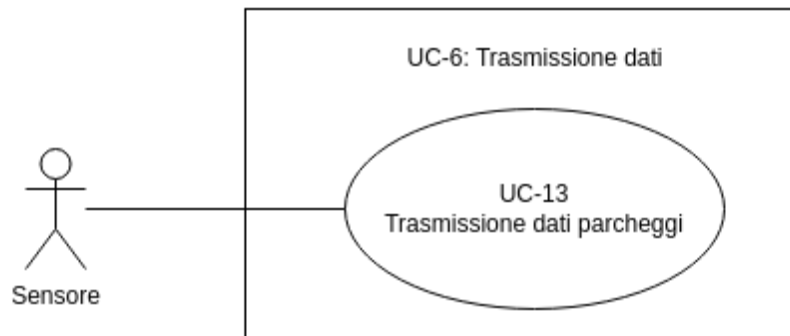 UC-6: Trasmissione dati
UC-13
Trasmissione dati parcheggi
Sensore